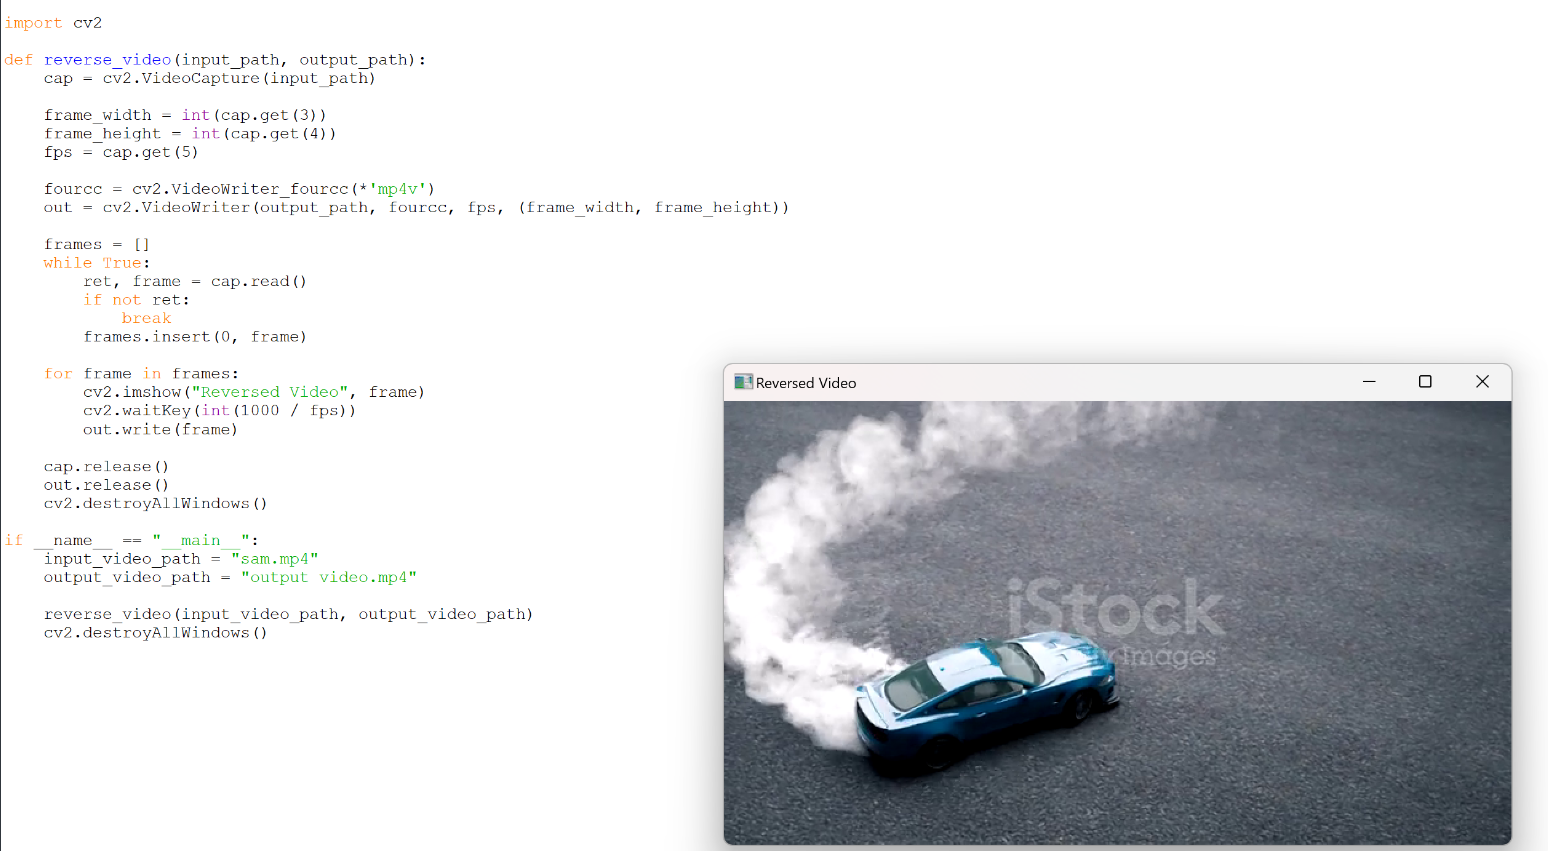 import cv2
def reverse_video(input_path, output_path):
cap = cv2.VideoCapture(input_path)
frame_width = int(cap.get(3))
frame_height = int(cap.get(4))
fps = cap.get(5)
fourcc = cv2.VideoWriter_fourcc(*'mp4v')
out = cv2.VideoWriter(output_path, fourcc, fps, (frame_width, frame_height))
frames = []
while True:
ret, frame = cap.read()
if not ret:
break
frames.insert(0, frame)
for frame in frames:
cv2.imshow("Reversed Video", frame)
cv2.waitKey(int(1000 / fps))
out.write(frame)
cap.release()
out.release()
cv2.destroyAllWindows()
if __name__ == "__main__":
input_video_path = "sam.mp4"
output_video_path = "output video.mp4"
reverse_video(input_video_path, output_video_path)
cv2.destroyAllWindows()
Reversed Video
iStock
Images